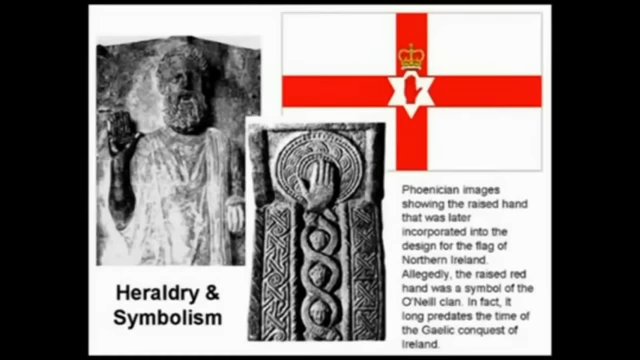 Phoenician images
showing the raised hand
that was later
incorporated into the
design for the flag of
Northern Ireland.
Allegedly, the raised red
hand was a symbol of the
O'Neill clan. In fact, It
long predates the time of
the Gaelic conquest of
Ireland.
Heraldry &
Symbolism